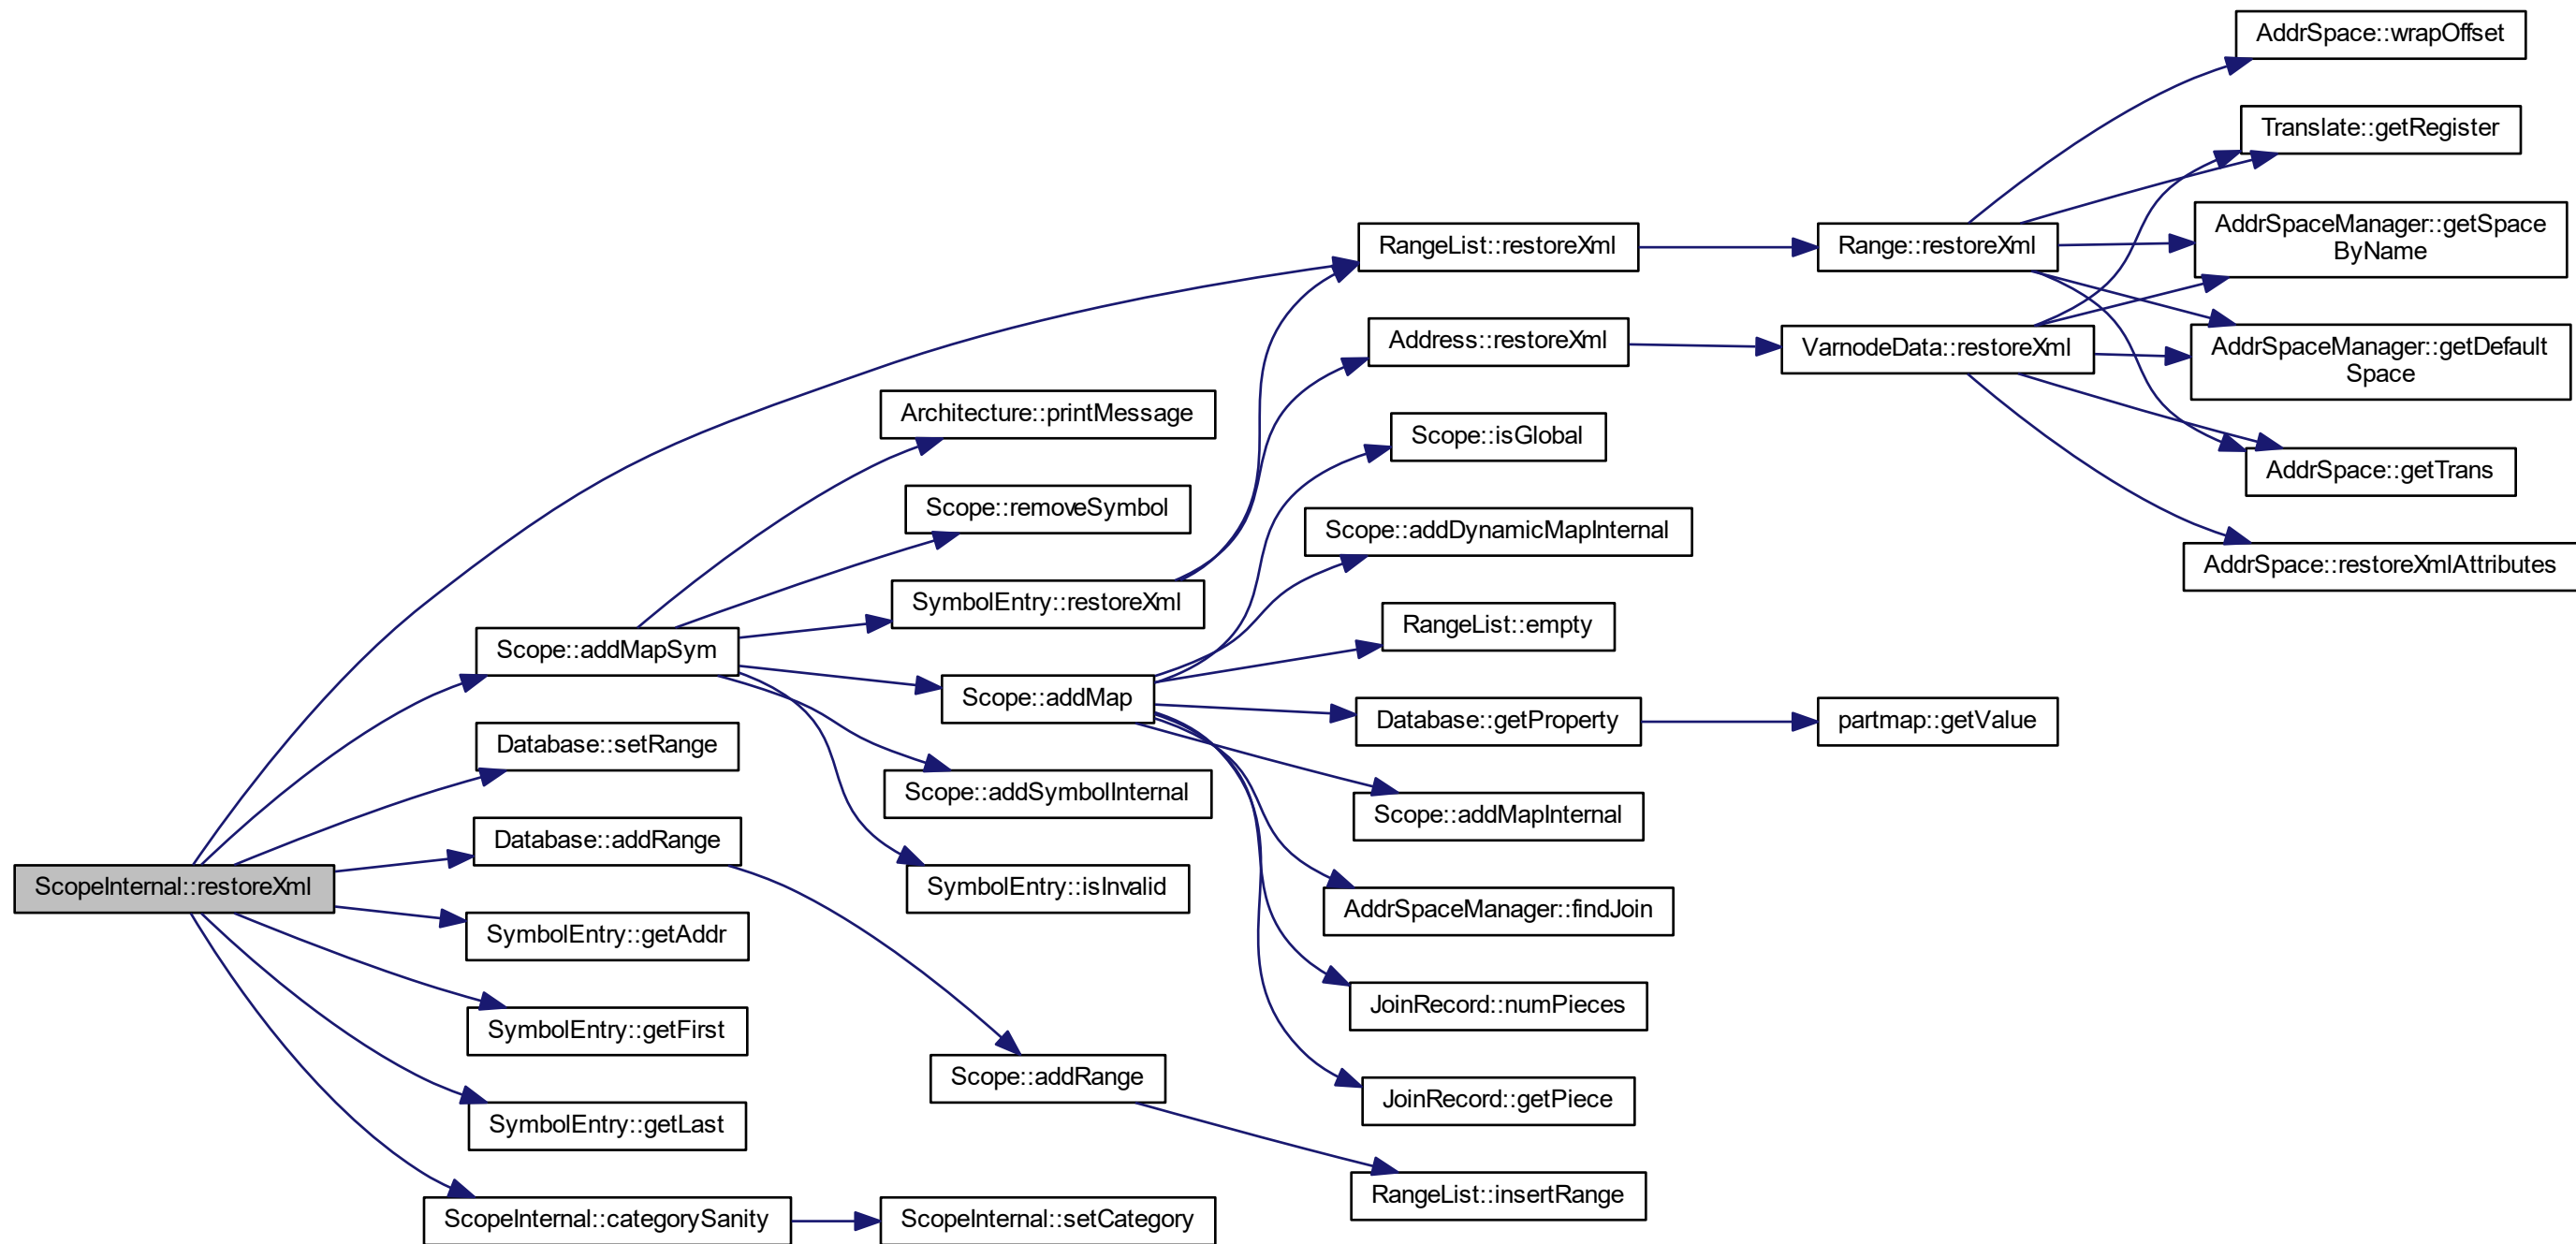 AddrSpace::wrapOffset
Translate::getRegister
RangeList::restoreXml
Range::restoreXml
AddrSpaceManager::getSpace
ByName
Address::restoreXml
VarnodeData::restoreXml
AddrSpaceManager::getDefault
Space
Architecture::printMessage
Scope::isGlobal
AddrSpace::getTrans
Scope::removeSymbol
Scope::addDynamicMapInternal
AddrSpace::restoreXmlAttributes
SymbolEntry::restoreXml
RangeList::empty
Scope::addMapSym
Scope::addMap
Database::getProperty
partmap::getValue
Database::setRange
Scope::addSymbolInternal
Scope::addMapInternal
Database::addRange
ScopeInternal::restoreXml
SymbolEntry::isInvalid
AddrSpaceManager::findJoin
SymbolEntry::getAddr
JoinRecord::numPieces
SymbolEntry::getFirst
Scope::addRange
JoinRecord::getPiece
SymbolEntry::getLast
RangeList::insertRange
ScopeInternal::categorySanity
ScopeInternal::setCategory